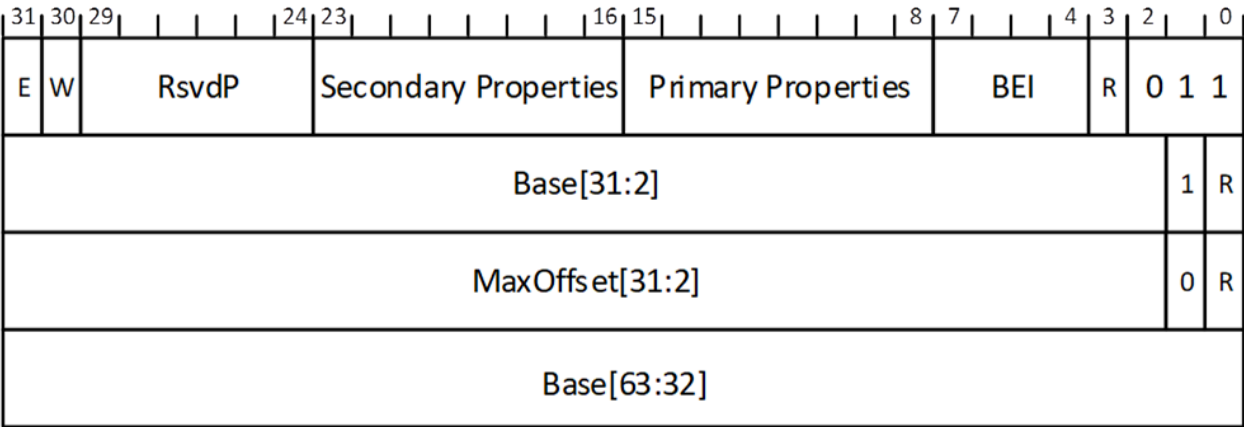 31 30 29 24 23 16 15 8 7 4 3 2 0
E W RsvdP Secondary Properties Primary Properties BEI R 0 1 1
Base[31:2] 1 R
MaxOffset[31:2] 0 R
Base[63:32]